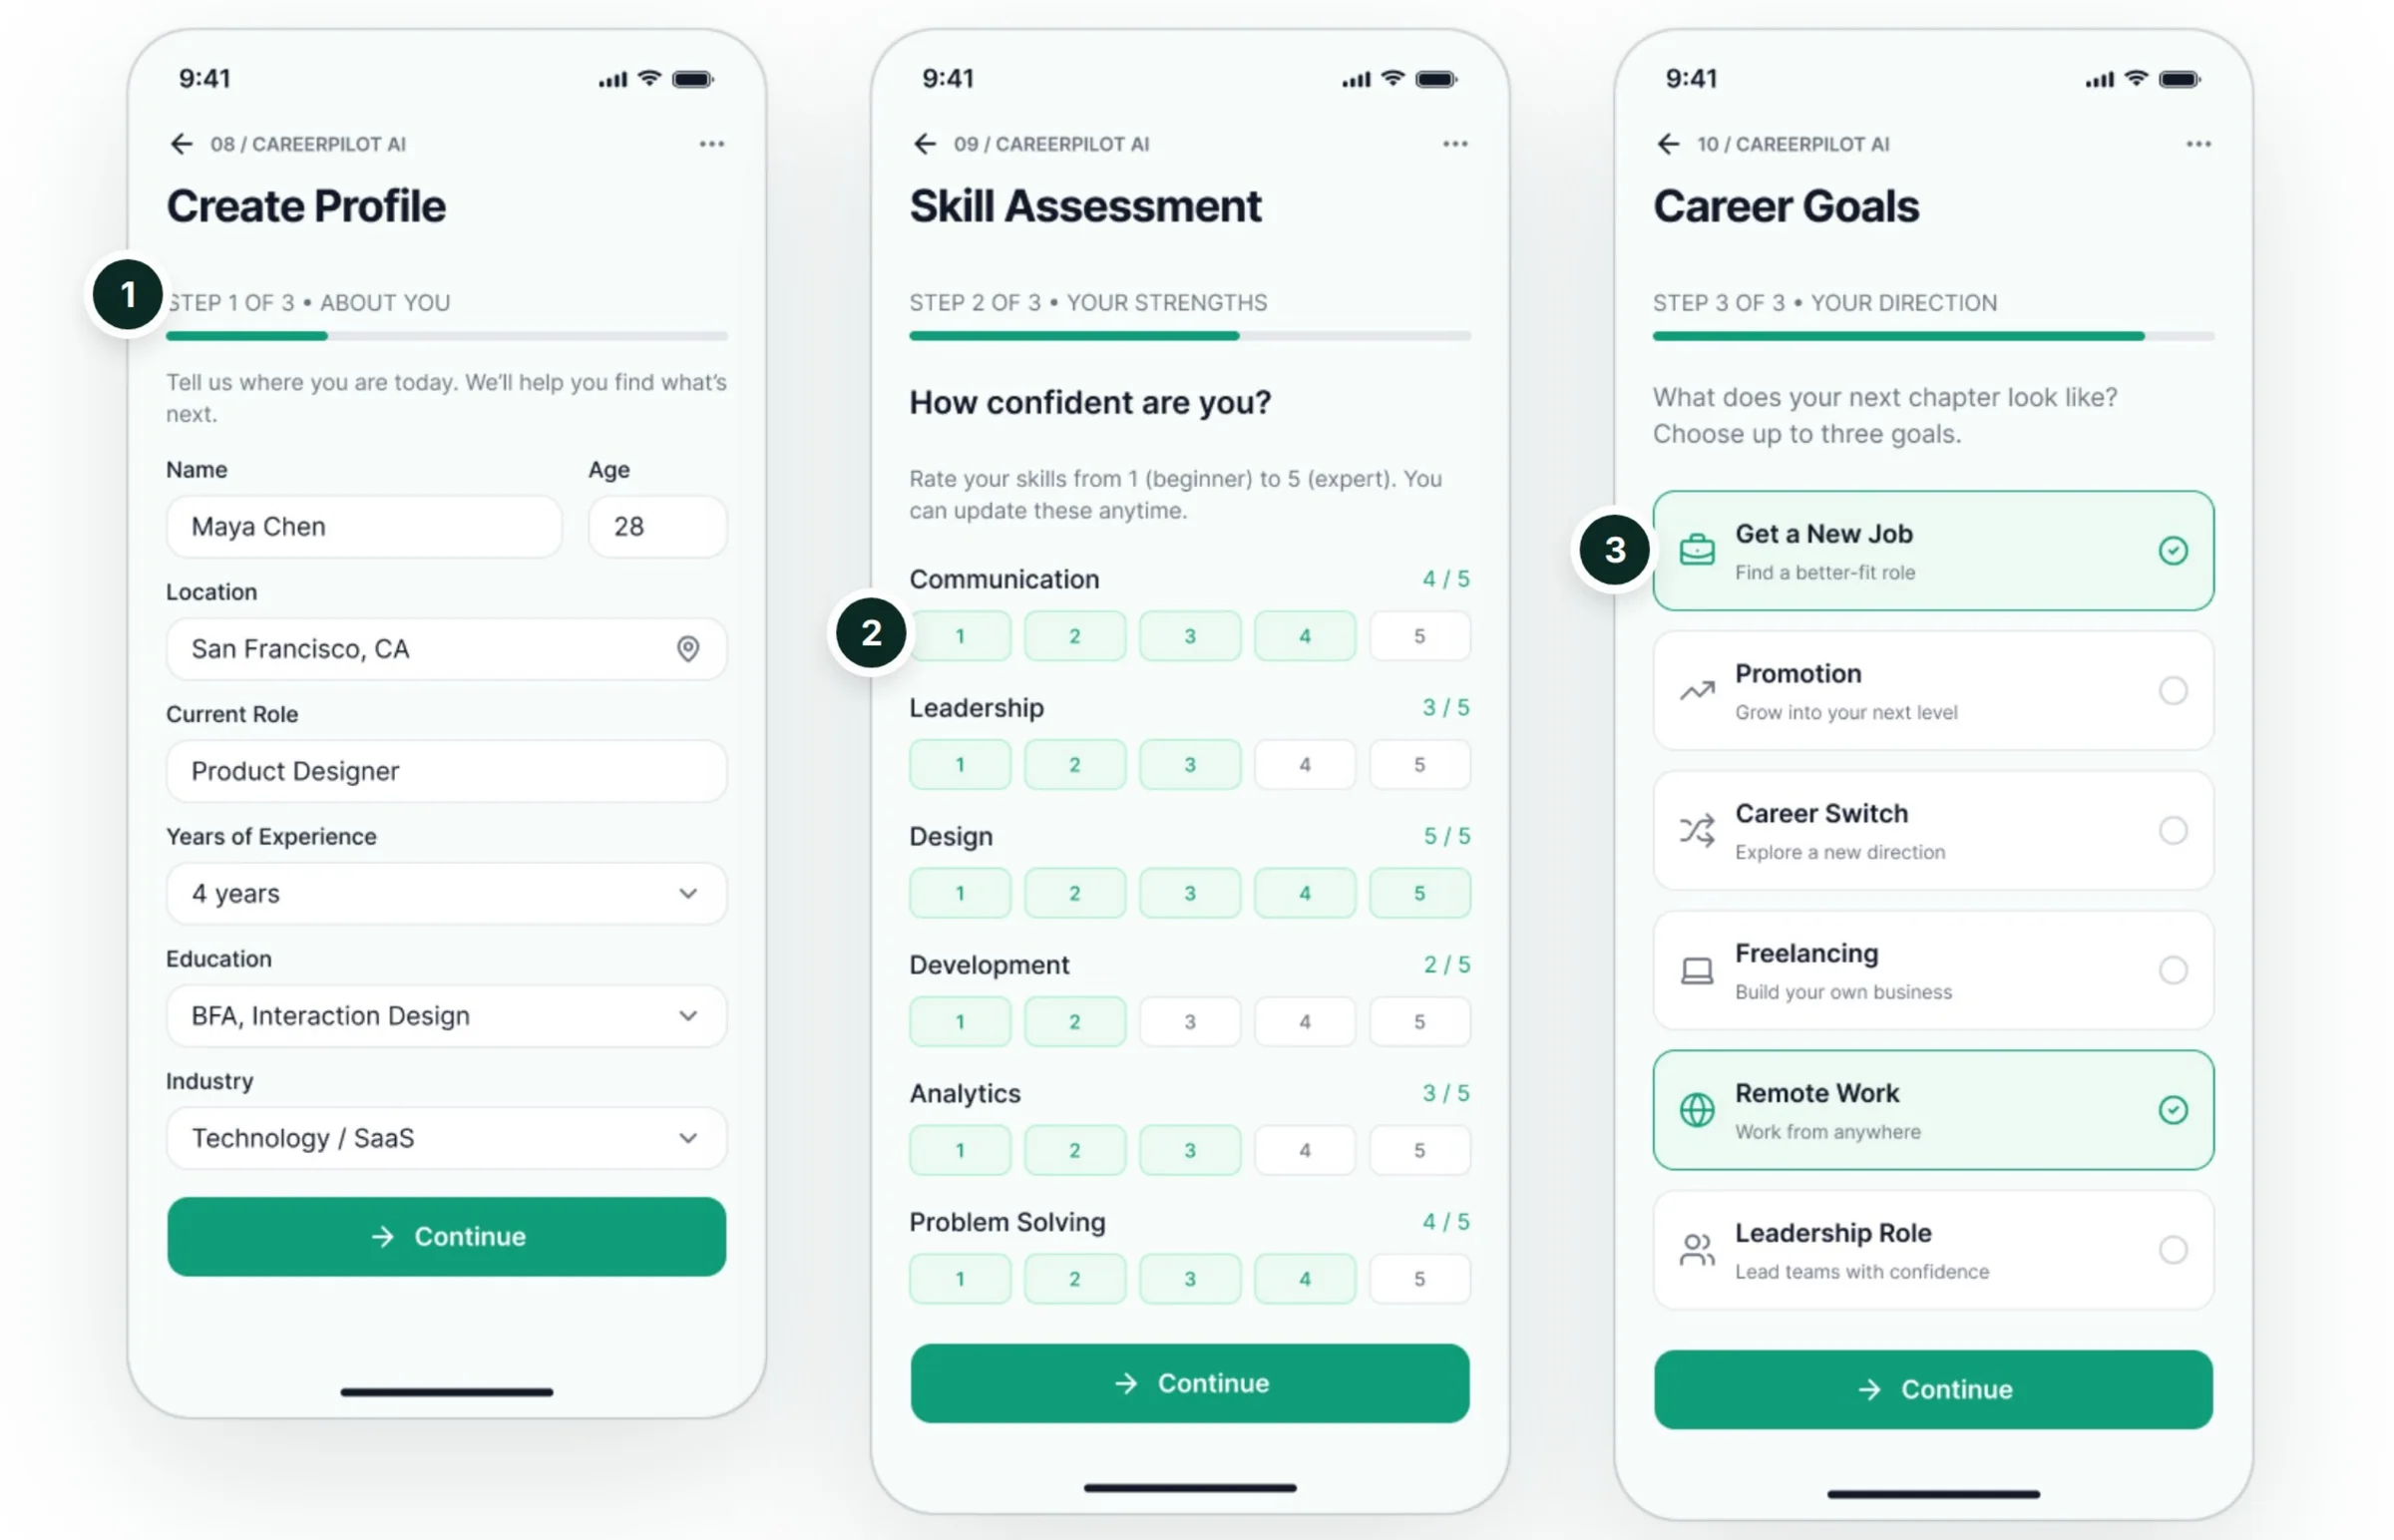 9:41
08 / CAREERPILOT AI
Create Profile
1
STEP 1 OF 3 • ABOUT YOU
Tell us where you are today. We’ll help you find what’s
next.
Name
Age
Maya Chen
28
Location
San Francisco, CA
Current Role
Product Designer
Years of Experience
4 years
Education
BFA, Interaction Design
Industry
Technology / SaaS
Continue
9:41
09 / CAREERPILOT AI
Skill Assessment
STEP 2 OF 3 • YOUR STRENGTHS
How confident are you?
Rate your skills from 1 (beginner) to 5 (expert). You
can update these anytime.
Communication 4 / 5
2
1 2 3 4 5
Leadership 3 / 5
1 2 3 4 5
Design 5 / 5
1 2 3 4 5
Development 2 / 5
1 2 3 4 5
Analytics 3 / 5
1 2 3 4 5
Problem Solving 4 / 5
1 2 3 4 5
Continue
9:41
10 / CAREERPILOT AI
Career Goals
STEP 3 OF 3 • YOUR DIRECTION
What does your next chapter look like?
Choose up to three goals.
3
Get a New Job
Find a better-fit role
Promotion
Grow into your next level
Career Switch
Explore a new direction
Freelancing
Build your own business
Remote Work
Work from anywhere
Leadership Role
Lead teams with confidence
Continue